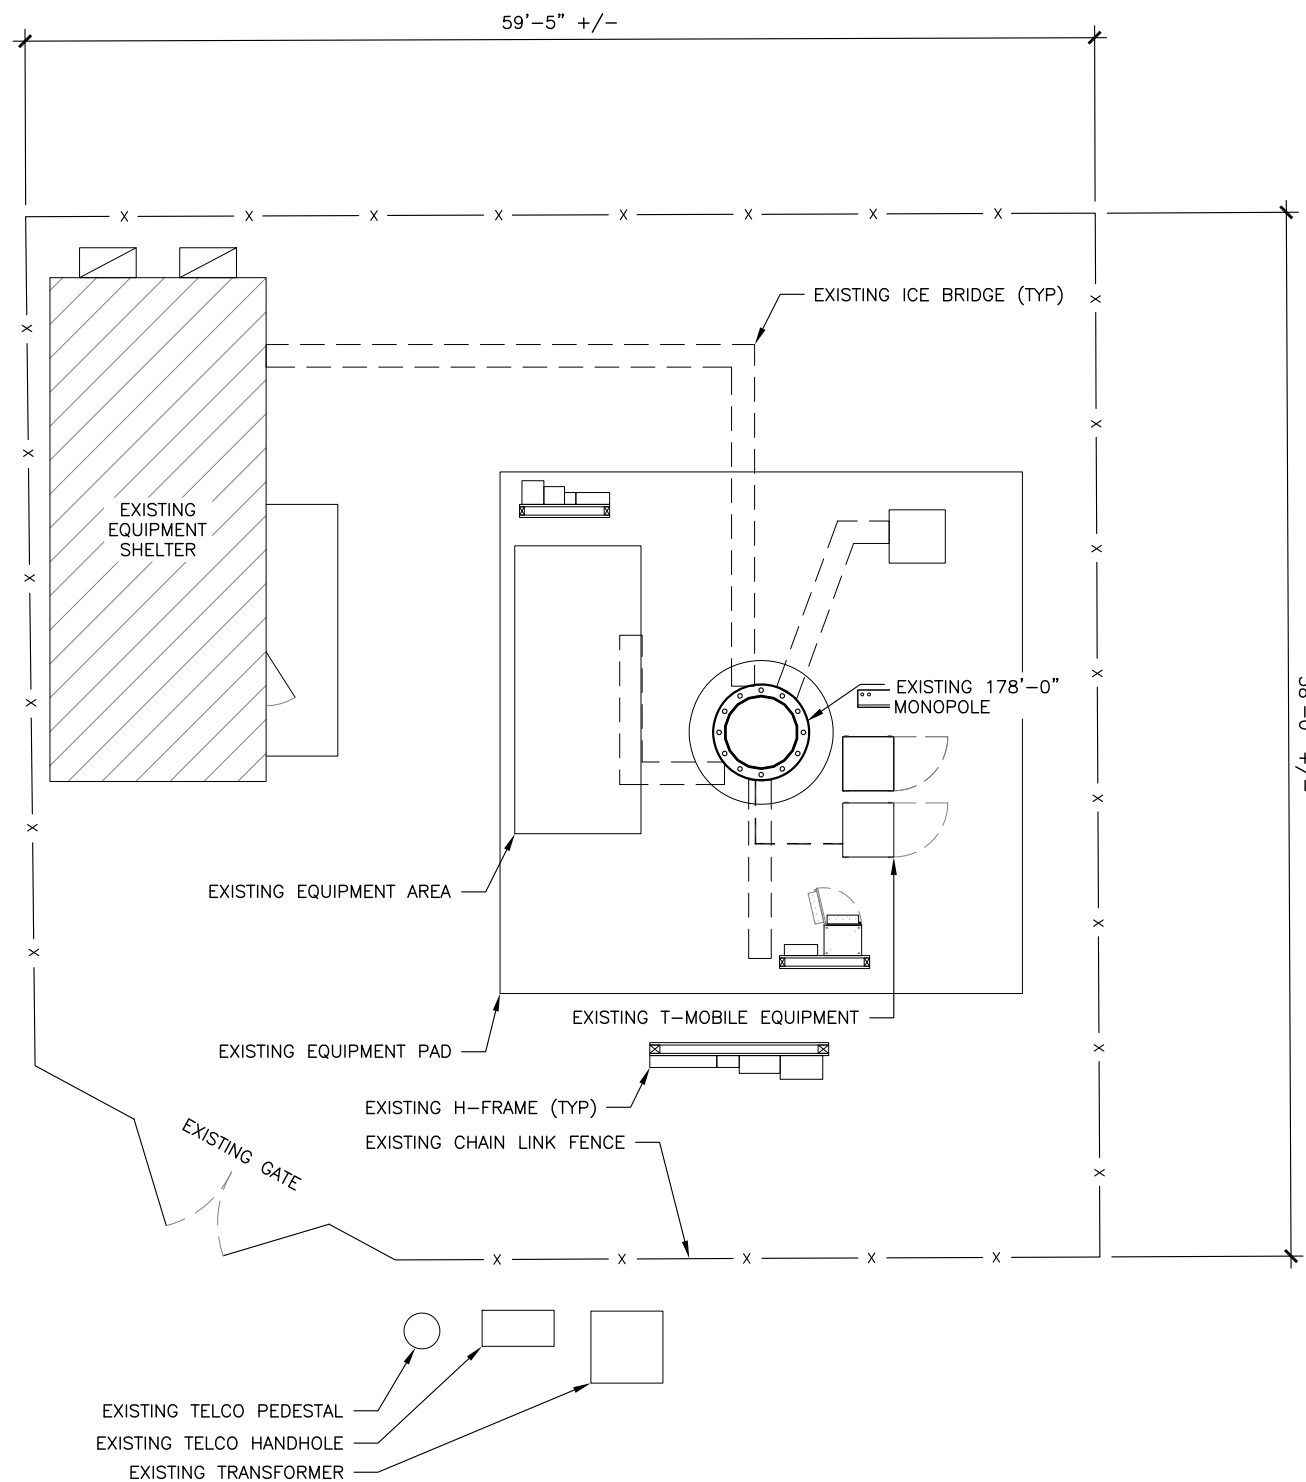 59'-5" +/-
EXISTING ICE BRIDGE (TYP)
EXISTING
EQUIPMENT
SHELTER
EXISTING 178'-0"
MONOPOLE
EXISTING EQUIPMENT AREA
EXISTING T-MOBILE EQUIPMENT
EXISTING EQUIPMENT PAD
EXISTING H-FRAME (TYP)
EXISTING CHAIN LINK FENCE
EXISTING GATE
EXISTING TELCO PEDESTAL
EXISTING TELCO HANDHOLE
EXISTING TRANSFORMER